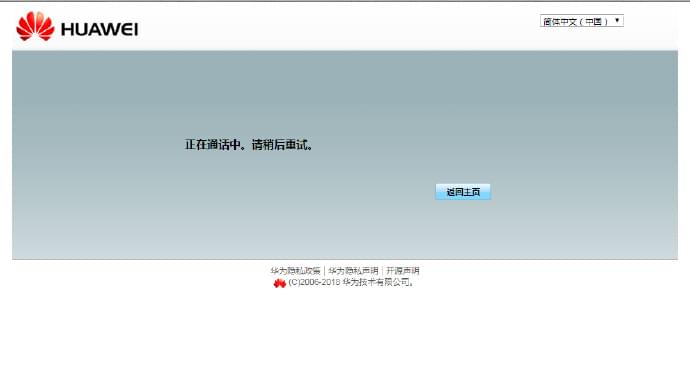 HUAWEI
简体中文（中国）
正在通话中。请稍后重试。
返回主页
华为隐私政策 | 华为隐私声明 | 开源声明
(C)2006-2018 华为技术有限公司。